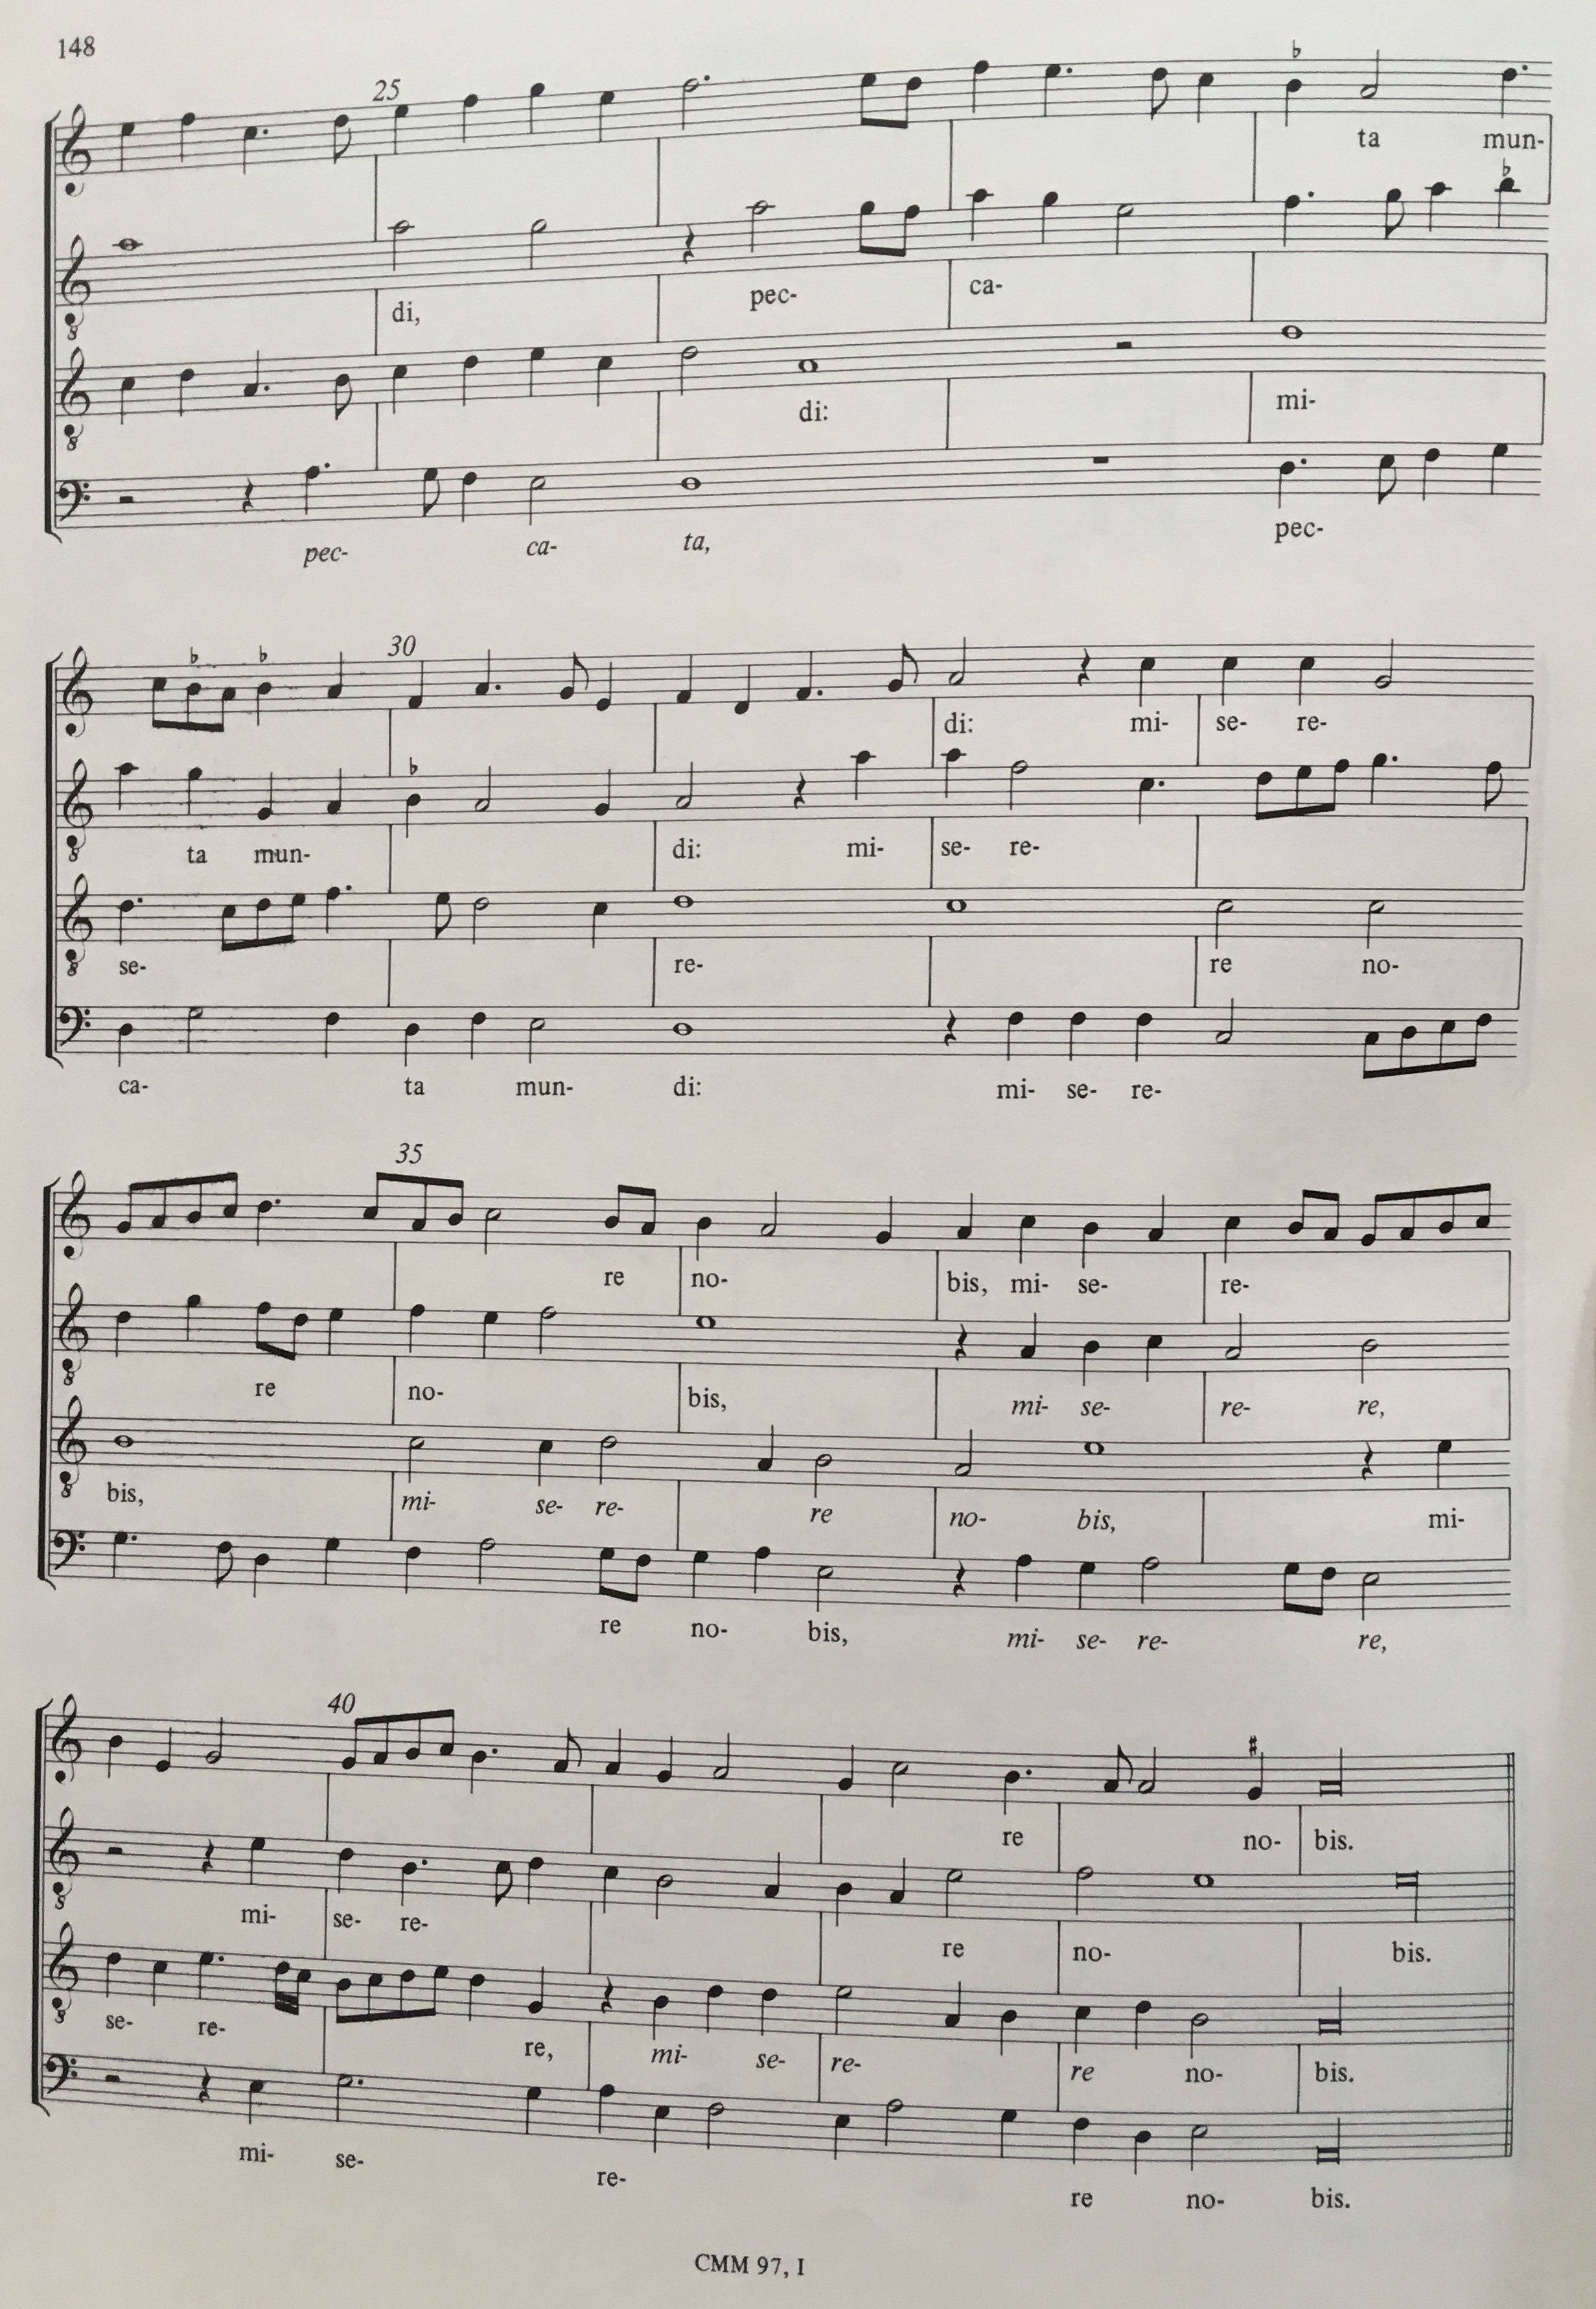 148
25
ta mun-
di, pec- ca-
di: mi-
pec- ca- ta, pec-
30
di: mi- se- re-
ta mun- di: mi- se- re-
se- re- re no-
ca- ta mun- di: mi- se- re-
35
re no- bis, mi- se- re-
re no- bis, mi- se- re- re,
bis, mi- se- re- re no- bis, mi-
re no- bis, mi- se- re- re,
40
re no- bis.
mi- se- re- re no- bis.
se- re- re, mi- se- re- re no- bis.
mi- se- re- re no- bis.
CMM 97, I